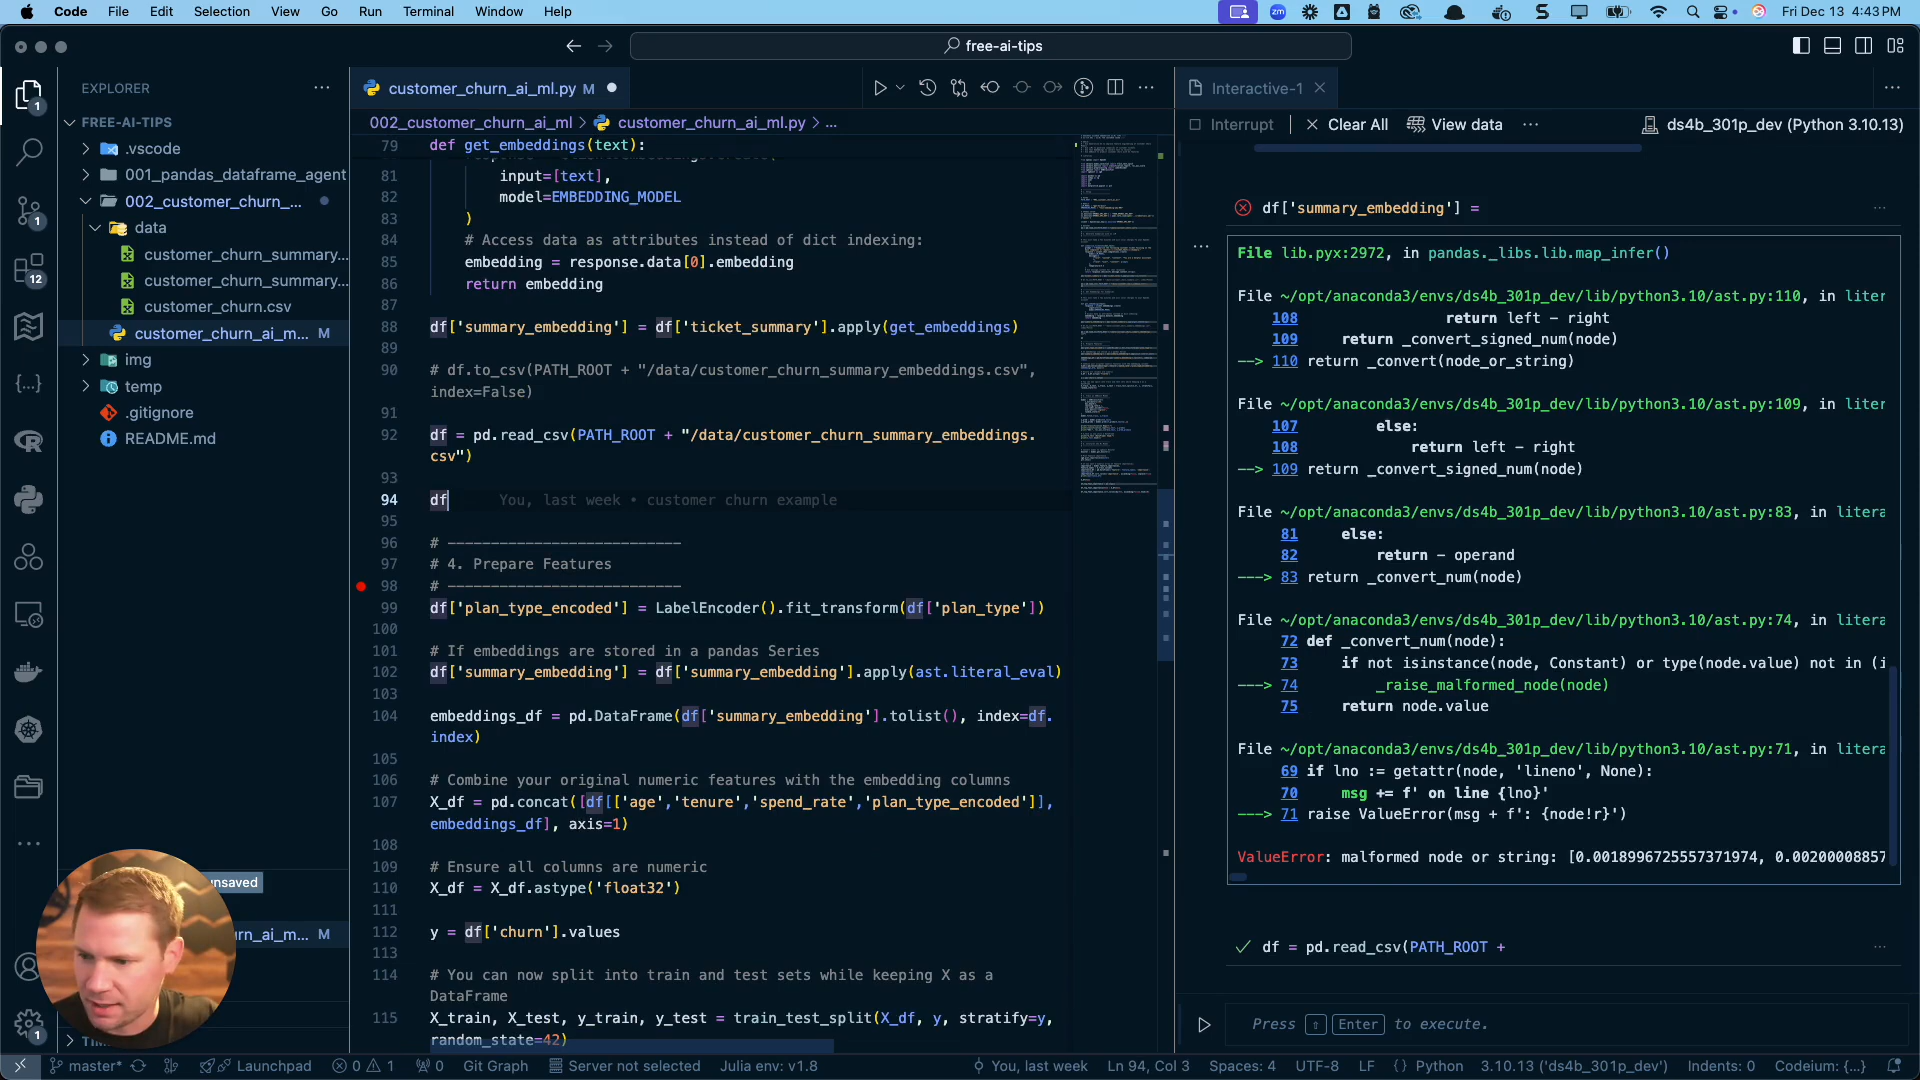 Code File Edit Selection View Go Run Terminal Window Help
zm
Fri Dec 13 4:43 PM
free-ai-tips
EXPLORER
FREE-AI-TIPS
.vscode
001_pandas_dataframe_agent
002_customer_churn_...
data
customer_churn_summary...
customer_churn_summary...
customer_churn.csv
customer_churn_ai_m... M
img
temp
.gitignore
README.md
1
1
12
unsaved
rn_ai_m... M
1
customer_churn_ai_ml.py M
002_customer_churn_ai_ml > customer_churn_ai_ml.py > ...
79 def get_embeddings(text):
81 input=[text],
82 model=EMBEDDING_MODEL
83 )
84 # Access data as attributes instead of dict indexing:
85 embedding = response.data[0].embedding
86 return embedding
87
88 df['summary_embedding'] = df['ticket_summary'].apply(get_embeddings)
89
90 # df.to_csv(PATH_ROOT + "/data/customer_churn_summary_embeddings.csv",
index=False)
91
92 df = pd.read_csv(PATH_ROOT + "/data/customer_churn_summary_embeddings.
csv")
93
94 df You, last week • customer churn example
95
96 # ---------------------------
97 # 4. Prepare Features
98 # ---------------------------
99 df['plan_type_encoded'] = LabelEncoder().fit_transform(df['plan_type'])
100
101 # If embeddings are stored in a pandas Series
102 df['summary_embedding'] = df['summary_embedding'].apply(ast.literal_eval)
103
104 embeddings_df = pd.DataFrame(df['summary_embedding'].tolist(), index=df.
index)
105
106 # Combine your original numeric features with the embedding columns
107 X_df = pd.concat([df[['age','tenure','spend_rate','plan_type_encoded']],
embeddings_df], axis=1)
108
109 # Ensure all columns are numeric
110 X_df = X_df.astype('float32')
111
112 y = df['churn'].values
113
114 # You can now split into train and test sets while keeping X as a
DataFrame
115 X_train, X_test, y_train, y_test = train_test_split(X_df, y, stratify=y,
random_state=42)
Interactive-1
Interrupt Clear All View data ds4b_301p_dev (Python 3.10.13)
df['summary_embedding'] =
File lib.pyx:2972, in pandas._libs.lib.map_infer()
File ~/opt/anaconda3/envs/ds4b_301p_dev/lib/python3.10/ast.py:110, in liter
108 return left - right
109 return _convert_signed_num(node)
--> 110 return _convert(node_or_string)
File ~/opt/anaconda3/envs/ds4b_301p_dev/lib/python3.10/ast.py:109, in liter
107 else:
108 return left - right
--> 109 return _convert_signed_num(node)
File ~/opt/anaconda3/envs/ds4b_301p_dev/lib/python3.10/ast.py:83, in litera
81 else:
82 return - operand
---> 83 return _convert_num(node)
File ~/opt/anaconda3/envs/ds4b_301p_dev/lib/python3.10/ast.py:74, in litera
72 def _convert_num(node):
73 if not isinstance(node, Constant) or type(node.value) not in (i
---> 74 _raise_malformed_node(node)
75 return node.value
File ~/opt/anaconda3/envs/ds4b_301p_dev/lib/python3.10/ast.py:71, in litera
69 if lno := getattr(node, 'lineno', None):
70 msg += f' on line {lno}'
---> 71 raise ValueError(msg + f': {node!r}')
ValueError: malformed node or string: [0.0018996725557371974, 0.00200008857
df = pd.read_csv(PATH_ROOT +
Press ⇧ Enter to execute.
master* Launchpad 0 1 0 Git Graph Server not selected Julia env: v1.8 You, last week Ln 94, Col 3 Spaces: 4 UTF-8 LF Python 3.10.13 ('ds4b_301p_dev') Indents: 0 Codeium: {...}